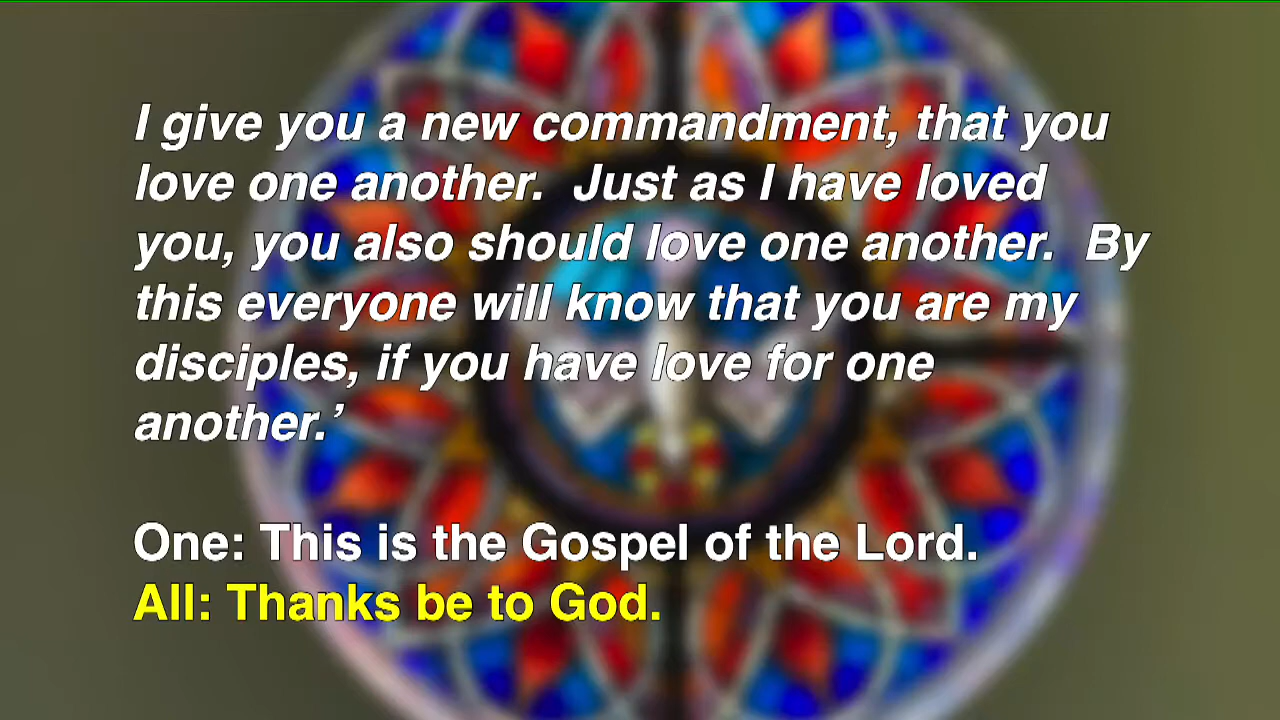 I give you a new commandment, that you
love one another.  Just as I have loved
you, you also should love one another.  By
this everyone will know that you are my
disciples, if you have love for one
another.’
One: This is the Gospel of the Lord.
All: Thanks be to God.